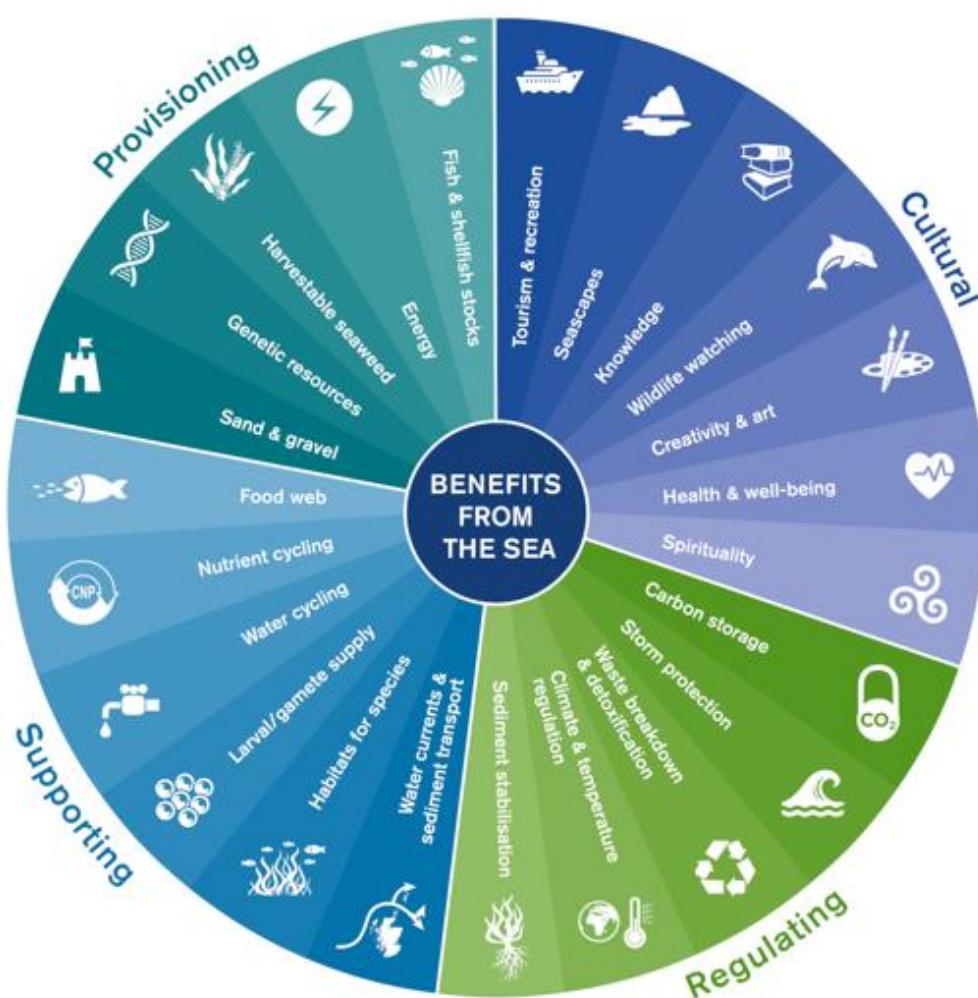 Provisioning
Fish & shellfish stocks
Energy
Harvestable seaweed
Genetic resources
Sand & gravel
Cultural
Tourism & recreation
Seascapes
Knowledge
Wildlife watching
Creativity & art
Health & well-being
Spirituality
BENEFITS
FROM
THE SEA
Supporting
Food web
Nutrient cycling
CNP
Water cycling
Larval/gamete supply
Habitats for species
Water currents &
sediment transport
Regulating
Carbon storage
CO₂
Storm protection
Waste breakdown
& detoxification
Climate & temperature
regulation
Sediment stabilisation